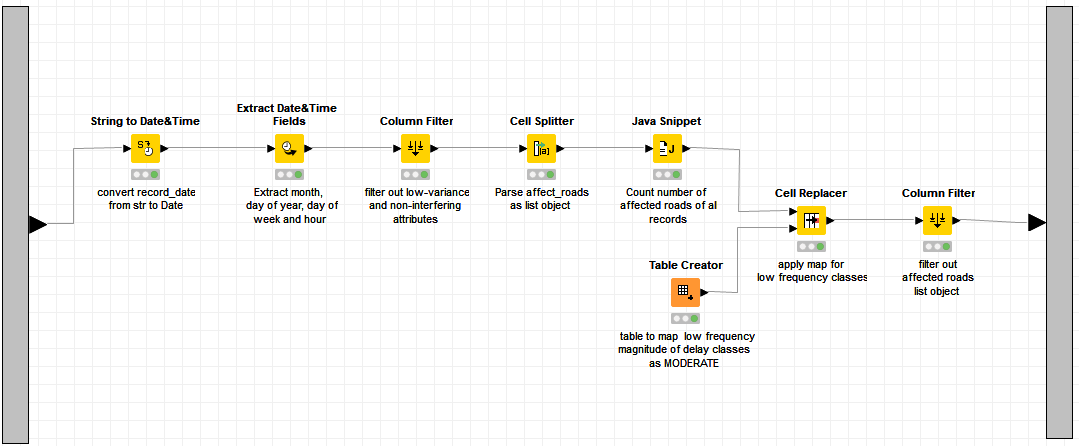 String to Date&Time
convert record_date
from str to Date
Extract Date&Time
Fields
Extract month,
day of year, day of
week and hour
Column Filter
filter out low-variance
and non-interfering
attributes
Cell Splitter
Parse affect_roads
as list object
Java Snippet
Count number of
affected roads of al
records
Table Creator
table to map low frequency
magnitude of delay classes
as MODERATE
Cell Replacer
apply map for
low frequency classes
Column Filter
filter out
affected roads
list object